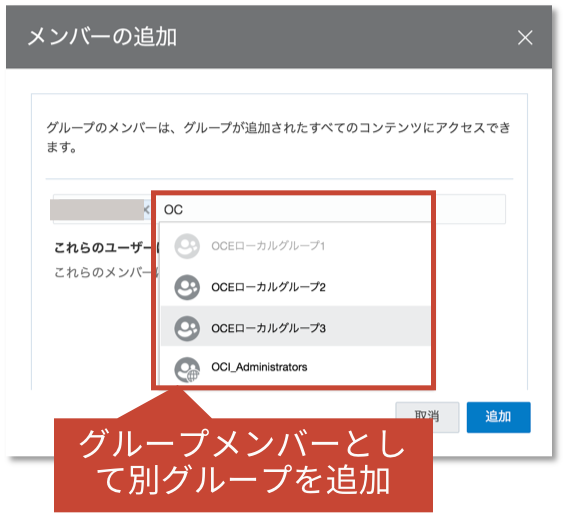 メンバーの追加
グループのメンバーは、グループが追加されたすべてのコンテンツにアクセスでき
ます。
OC
これらのユーザー
これらのメンバー
OCEローカルグループ1
OCEローカルグループ2
OCEローカルグループ3
OCI_Administrators
取消
追加
グループメンバーとし
て別グループを追加